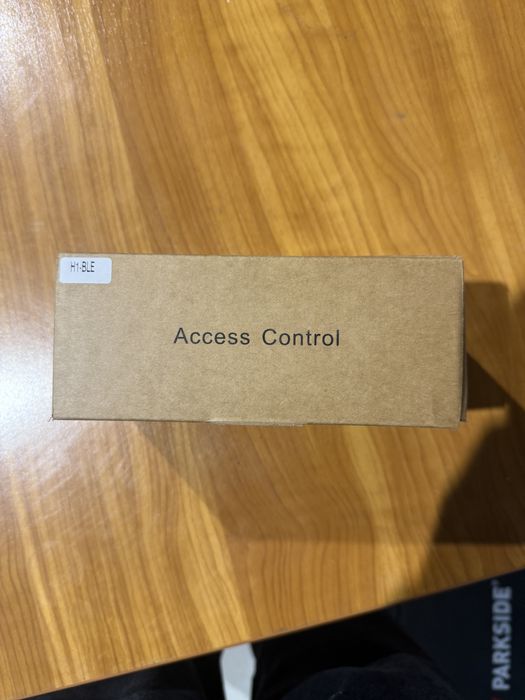 H1-BLE
Access Control
PARKSIDE®